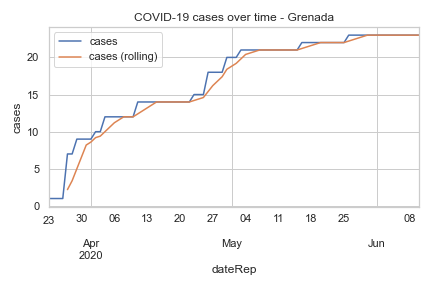 COVID-19 cases over time - Grenada
cases
cases (rolling)
20
15
10
5
0
cases
23 30 06 13 20 27 04 11 18 25 08
Apr May Jun
2020
dateRep